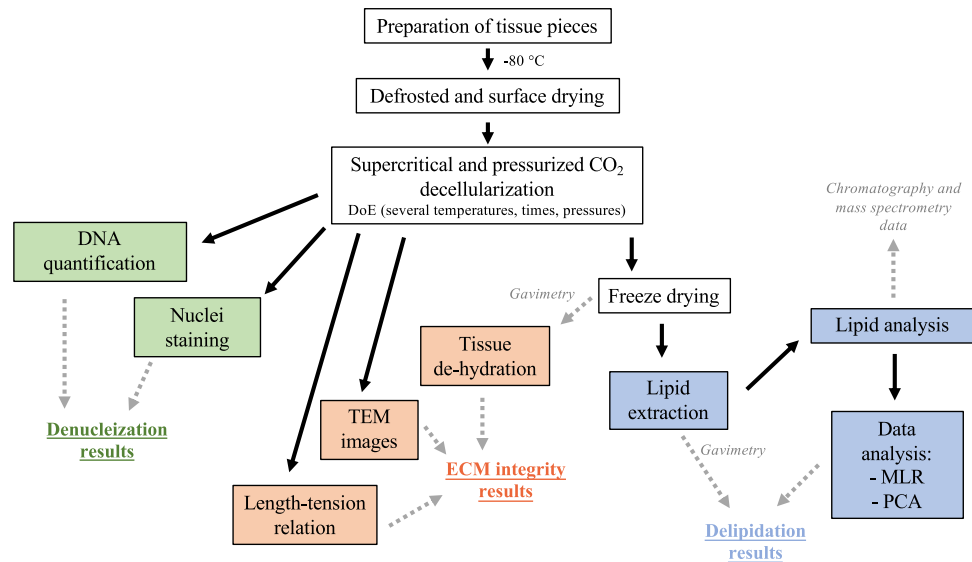 Preparation of tissue pieces
-80 °C
Defrosted and surface drying
Supercritical and pressurized CO₂
decellularization
DoE (several temperatures, times, pressures)
Chromatography and
mass spectrometry
data
DNA
quantification
Nuclei
staining
Gavimetry
Freeze drying
Lipid analysis
Tissue
de-hydration
Lipid
extraction
TEM
images
Denucleization
results
Gavimetry
Data
analysis:
- MLR
- PCA
ECM integrity
results
Length-tension
relation
Delipidation
results